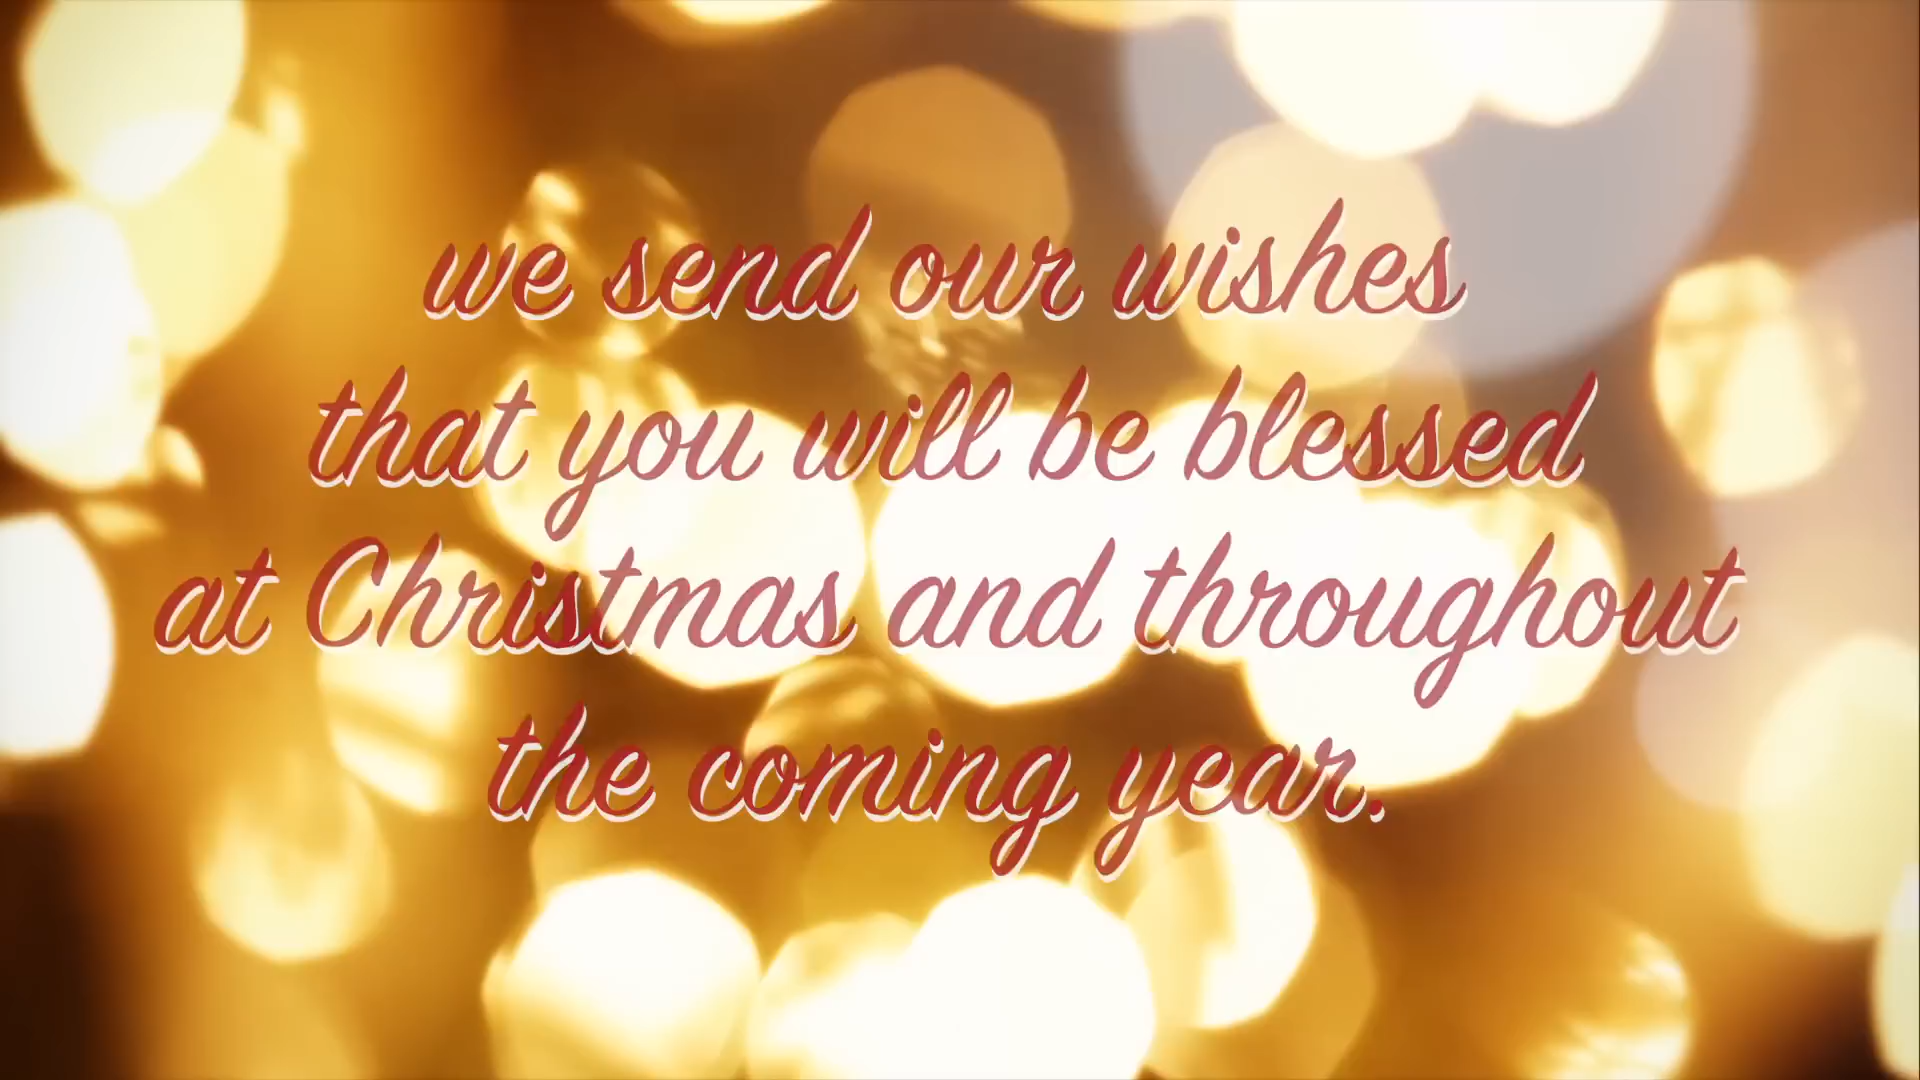 we send our wishes
that you will be blessed
at Christmas and throughout
the coming year.